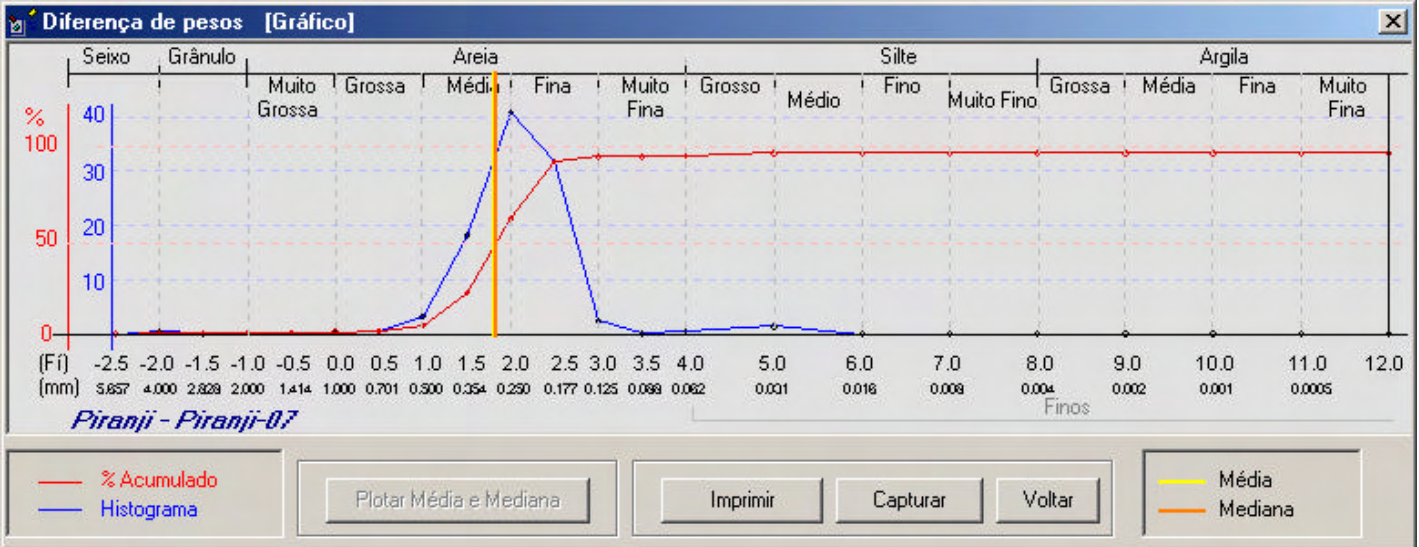 Diferença de pesos [Gráfico]
Seixo Grânulo Areia Silte Argila
Muito Grossa Grossa Média Fina Muito Fina Grosso Médio Fino Muito Fino Grossa Média Fina Muito Fina
% 40
100
30
20
50
10
0
(Fi) -2.5 -2.0 -1.5 -1.0 -0.5 0.0 0.5 1.0 1.5 2.0 2.5 3.0 3.5 4.0 5.0 6.0 7.0 8.0 9.0 10.0 11.0 12.0
(mm) 5.657 4.000 2.828 2.000 1.414 1.000 0.701 0.500 0.354 0.250 0.177 0.125 0.088 0.062 0.031 0.016 0.008 0.004 0.002 0.001 0.0005
Finos
Piranji - Piranji-07
% Acumulado
Histograma
Plotar Média e Mediana
Imprimir Capturar Voltar
Média
Mediana